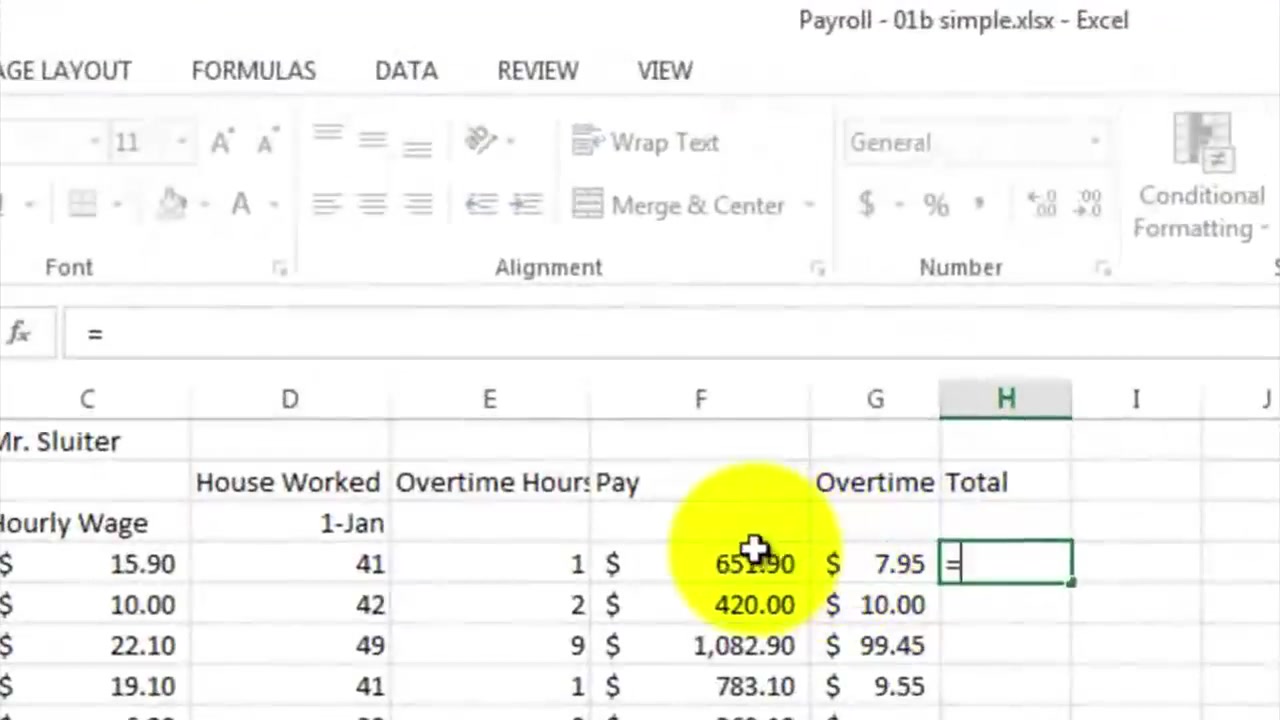 Payroll - 01b simple.xlsx - Excel
AGE LAYOUT FORMULAS DATA REVIEW VIEW
11 A A Wrap Text General
A Merge & Center $ % , .00 .00 Conditional Formatting
Font Alignment Number
fx =
C D E F G H I J
Mr. Sluiter
House Worked Overtime Hours Pay Overtime Total
Hourly Wage 1-Jan
$ 15.90 41 1 $ 651.90 $ 7.95 =
$ 10.00 42 2 $ 420.00 $ 10.00
$ 22.10 49 9 $ 1,082.90 $ 99.45
$ 19.10 41 1 $ 783.10 $ 9.55